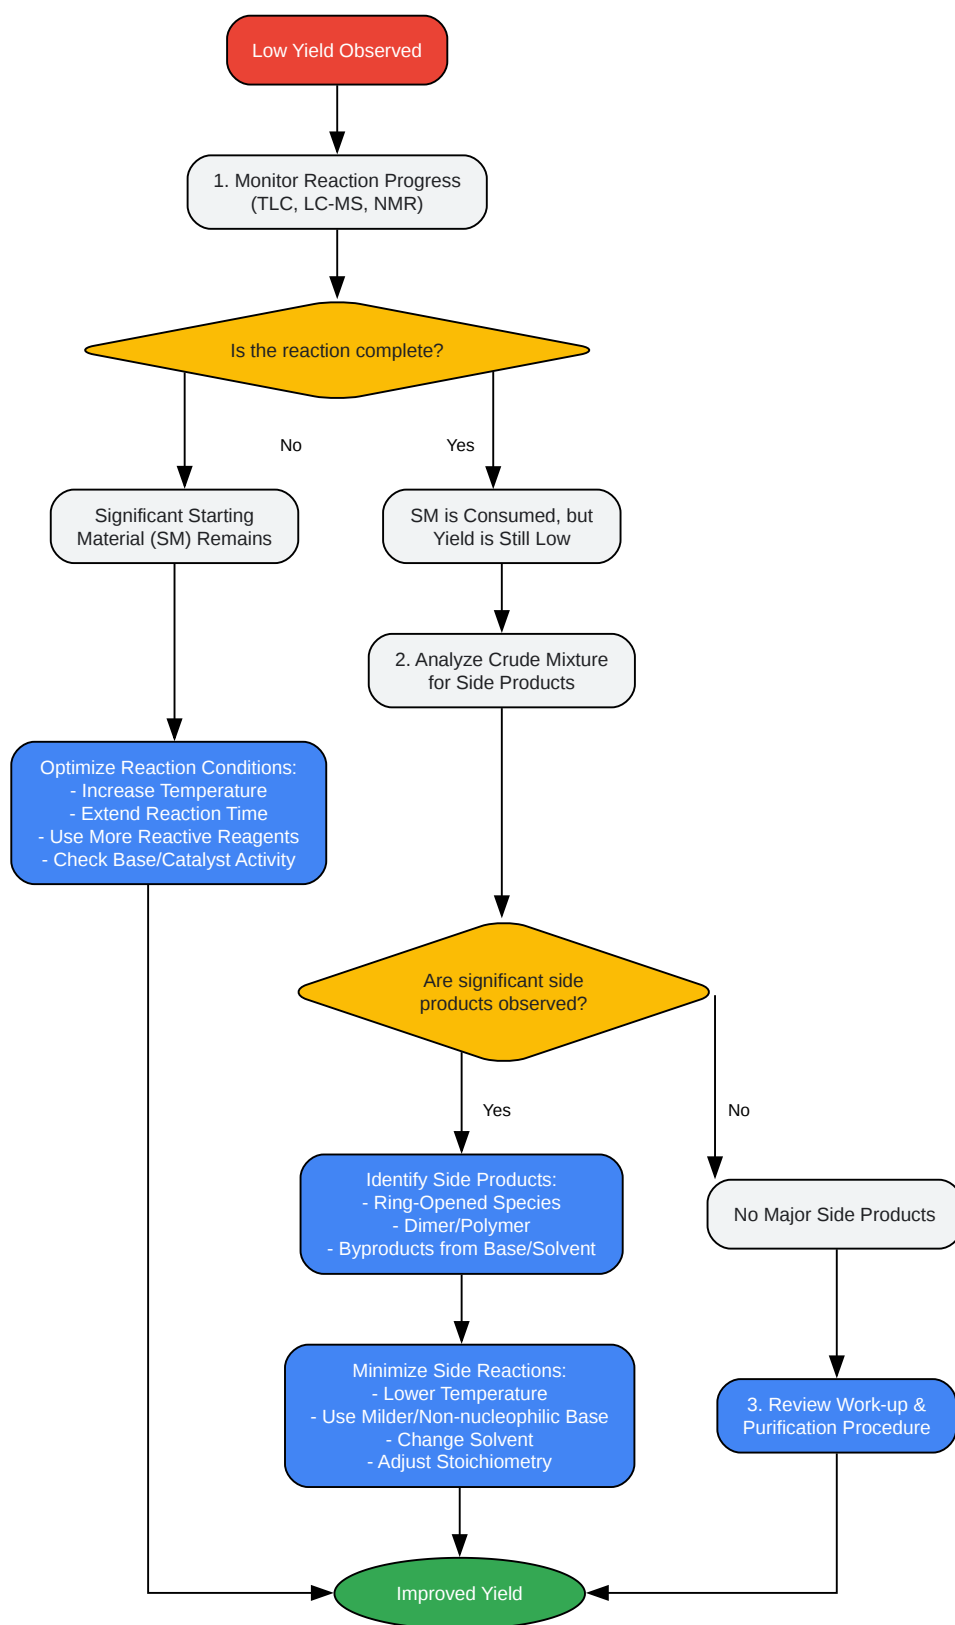 Low Yield Observed
1. Monitor Reaction Progress
(TLC, LC-MS, NMR)
Is the reaction complete?
No
Yes
Significant Starting
Material (SM) Remains
SM is Consumed, but
Yield is Still Low
2. Analyze Crude Mixture
for Side Products
Optimize Reaction Conditions:
- Increase Temperature
- Extend Reaction Time
- Use More Reactive Reagents
- Check Base/Catalyst Activity
Are significant side
products observed?
Yes
No
Identify Side Products:
- Ring-Opened Species
- Dimer/Polymer
- Byproducts from Base/Solvent
No Major Side Products
Minimize Side Reactions:
- Lower Temperature
- Use Milder/Non-nucleophilic Base
- Change Solvent
- Adjust Stoichiometry
3. Review Work-up &
Purification Procedure
Improved Yield